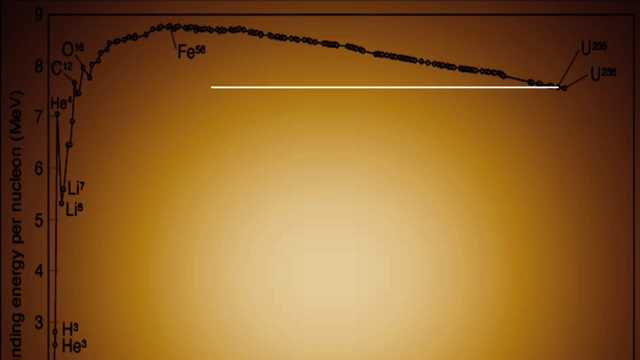 9
8
7
6
5
4
3
nding energy per nucleon (MeV)
O16
C12
He4
Li7
Li6
H3
He3
Fe56
U235
U238